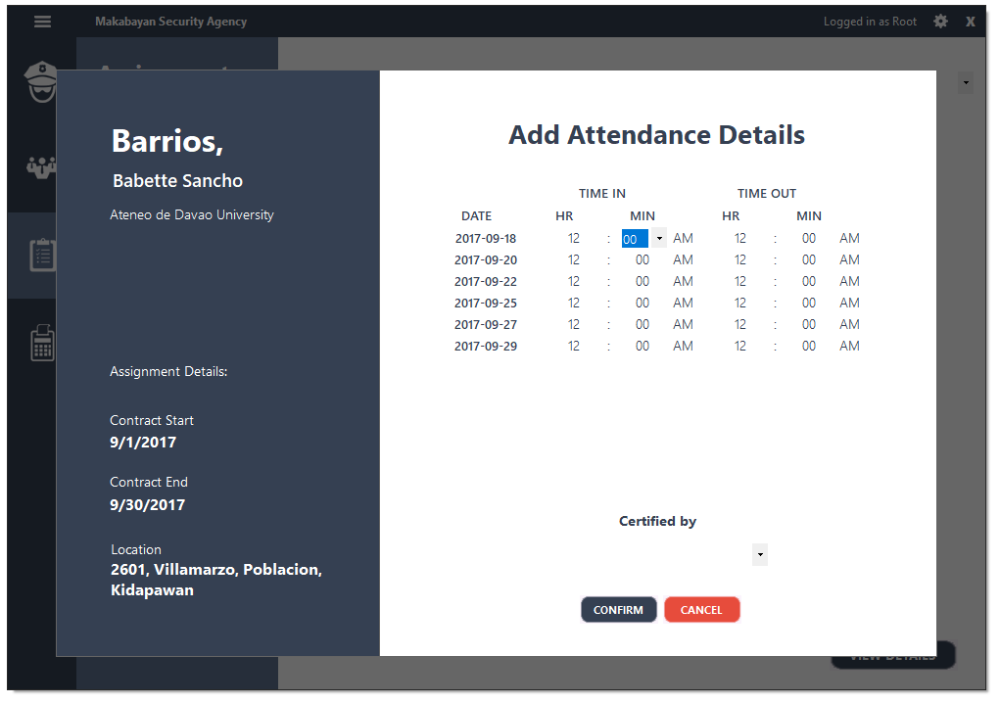 Makabayan Security Agency
Logged in as Root
X
Barrios,
Babette Sancho
Ateneo de Davao University
Assignment Details:
Contract Start
9/1/2017
Contract End
9/30/2017
Location
2601, Villamarzo, Poblacion,
Kidapawan
Add Attendance Details
TIME IN TIME OUT
DATE HR MIN HR MIN
2017-09-18 12 : 00 AM 12 : 00 AM
2017-09-20 12 : 00 AM 12 : 00 AM
2017-09-22 12 : 00 AM 12 : 00 AM
2017-09-25 12 : 00 AM 12 : 00 AM
2017-09-27 12 : 00 AM 12 : 00 AM
2017-09-29 12 : 00 AM 12 : 00 AM
Certified by
CONFIRM CANCEL
VIEW DETAILS